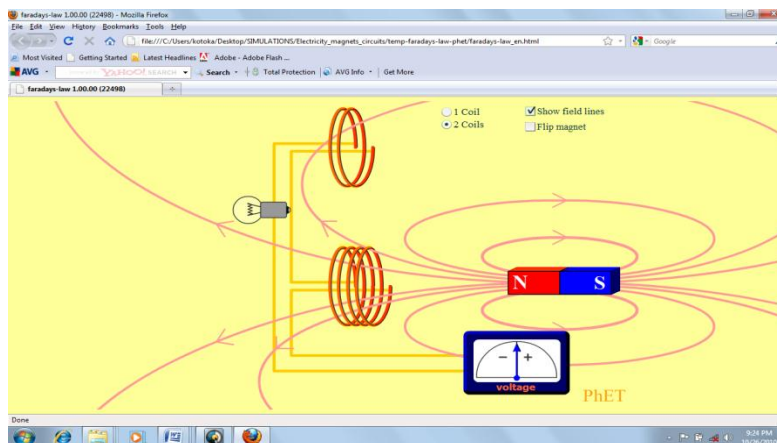 faradays-law 1.00.00 (22498) - Mozilla Firefox
File Edit View History Bookmarks Tools Help
file:///C:/Users/kotoka/Desktop/SIMULATIONS/Electricity_magnets_circuits/temp-faradays-law-phet/faradays-law_en.html
Google
Most Visited Getting Started Latest Headlines Adobe - Adobe Flash ...
AVG YAHOO! SEARCH Search Total Protection AVG Info Get More
faradays-law 1.00.00 (22498)
1 Coil
2 Coils
Show field lines
Flip magnet
N S
- +
voltage
PhET
Done
9:24 PM